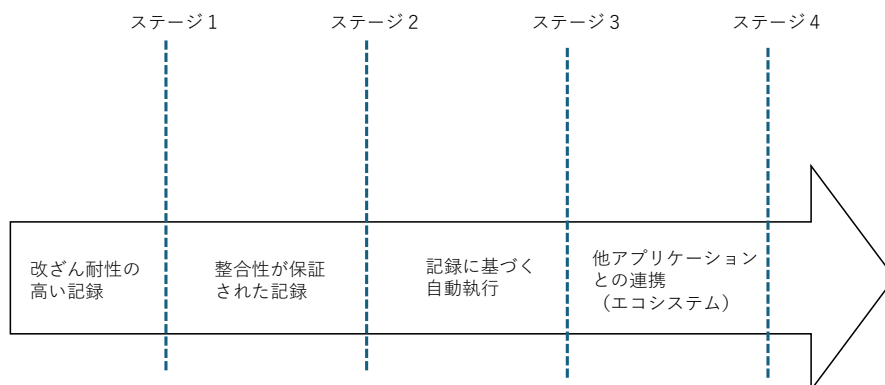 ステージ1
ステージ2
ステージ3
ステージ4
改ざん耐性の
高い記録
整合性が保証
された記録
記録に基づく
自動執行
他アプリケーション
との連携
（エコシステム）